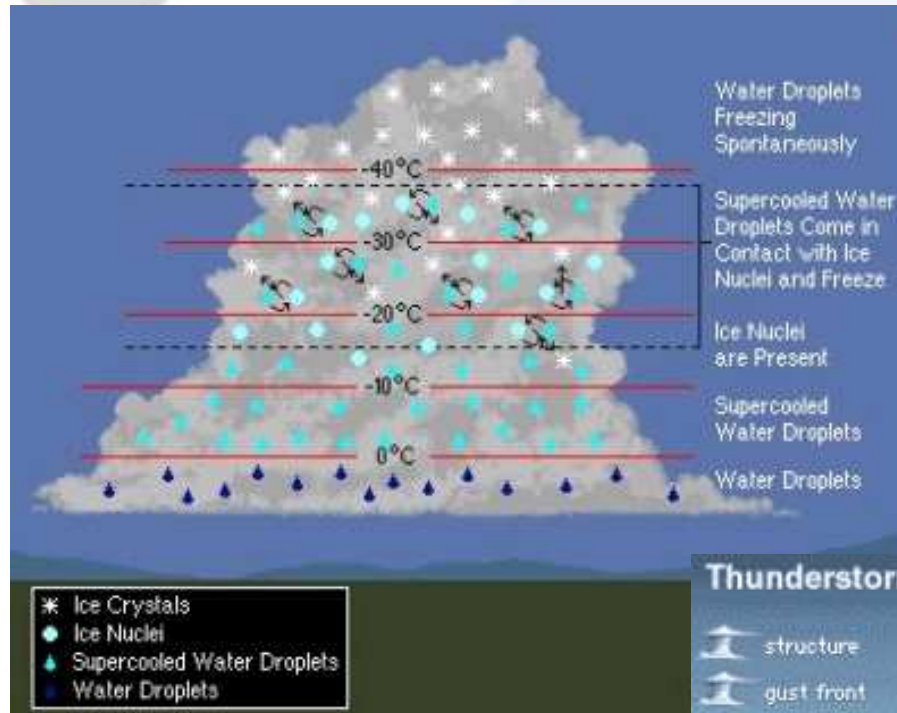 Water Droplets
Freezing
Spontaneously
-40°C
Supercooled Water
Droplets Come in
Contact with Ice
Nuclei and Freeze
-30°C
-20°C
Ice Nuclei
are Present
-10°C
Supercooled
Water Droplets
0°C
Water Droplets
Ice Crystals
Ice Nuclei
Supercooled Water Droplets
Water Droplets
Thunderstor
structure
gust front